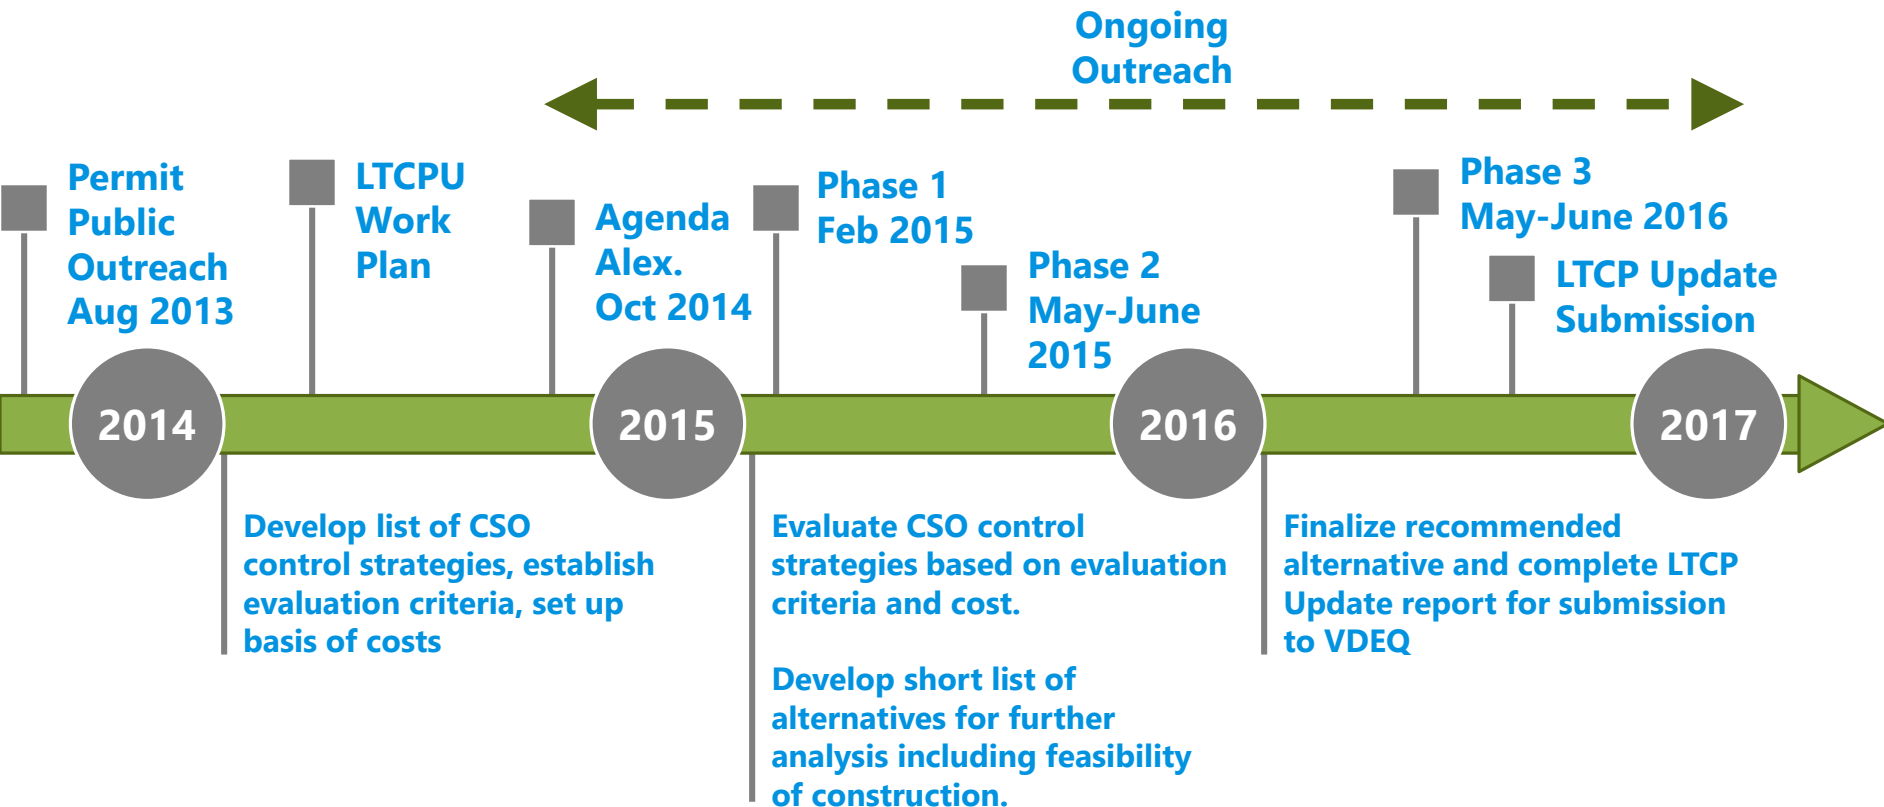 Ongoing
Outreach
Permit
Public
Outreach
Aug 2013
LTCPU
Work
Plan
Agenda
Alex.
Oct 2014
Phase 1
Feb 2015
Phase 2
May-June
2015
Phase 3
May-June 2016
LTCP Update
Submission
2014
2015
2016
2017
Develop list of CSO
control strategies, establish
evaluation criteria, set up
basis of costs
Evaluate CSO control
strategies based on evaluation
criteria and cost.
Develop short list of
alternatives for further
analysis including feasibility
of construction.
Finalize recommended
alternative and complete LTCP
Update report for submission
to VDEQ